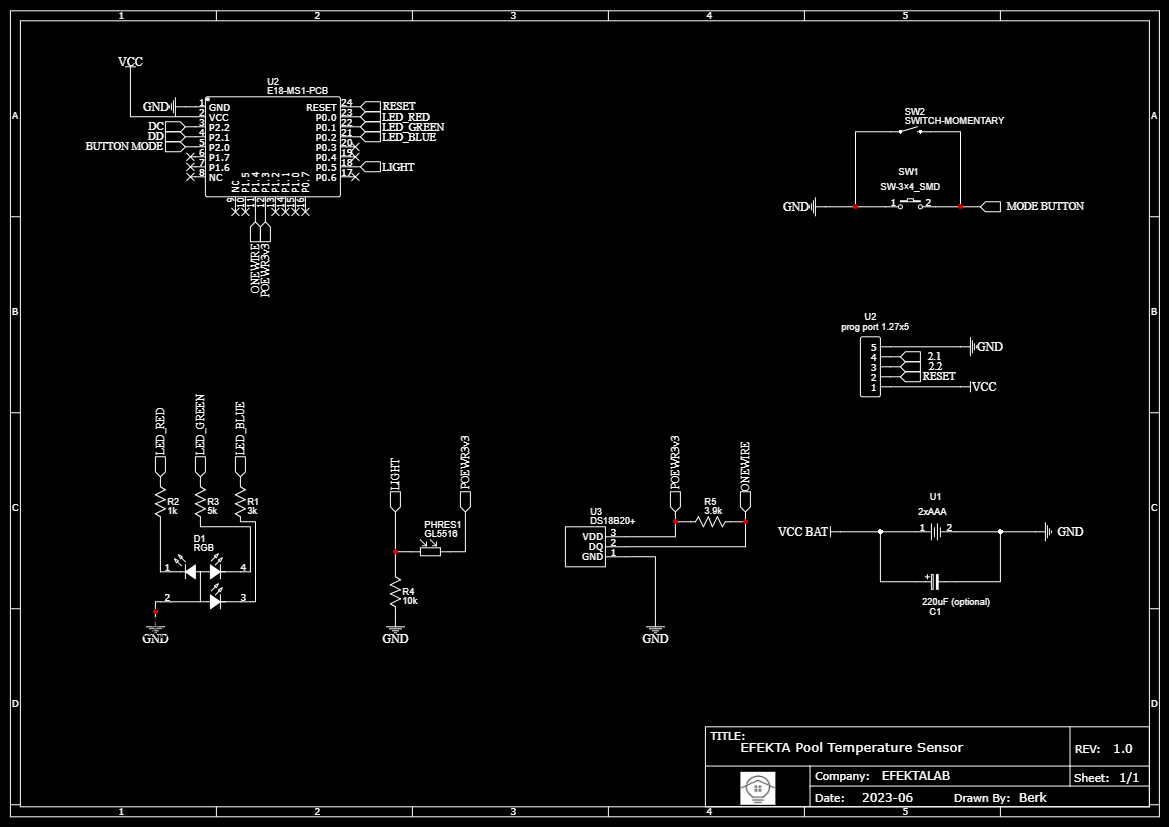 1 2 3 4 5
A
B
C
D
A
B
C
D
1 2 3 4 5
VCC
U2
E18-MS1-PCB
GND
DC
DD
BUTTON MODE
1 GND
2 VCC
3 P2.2
4 P2.1
5 P2.0
6 P1.7
7 P1.6
8 NC
RESET 24 RESET
P0.0 23 LED_RED
P0.1 22 LED_GREEN
P0.2 21 LED_BLUE
P0.3 20
P0.4 19
P0.5 18 LIGHT
P0.6 17
NC P1.5 P1.4 P1.3 P1.2 P1.1 P1.0 P0.7
9 10 11 12 13 14 15 16
ONEWIRE
POEWR3v3
SW2
SWITCH-MOMENTARY
SW1
SW-3×4_SMD
GND
1 2
MODE BUTTON
U2
prog port 1.27x5
5 GND
4 2.1
3 2.2
2 RESET
1 VCC
LED_RED
LED_GREEN
LED_BLUE
R2
1k
R3
5k
R1
3k
D1
RGB
1 4
2 3
GND
LIGHT
POEWR3v3
PHRES1
GL5516
R4
10k
GND
POEWR3v3
ONEWIRE
R5
3.9k
U3
DS18B20+
VDD 3
DQ 2
GND 1
GND
U1
2xAAA
VCC BAT
1 2
GND
+
220uF (optional)
C1
TITLE:
EFEKTA Pool Temperature Sensor
REV: 1.0
Company: EFEKTALAB
Sheet: 1/1
Date: 2023-06
Drawn By: Berk